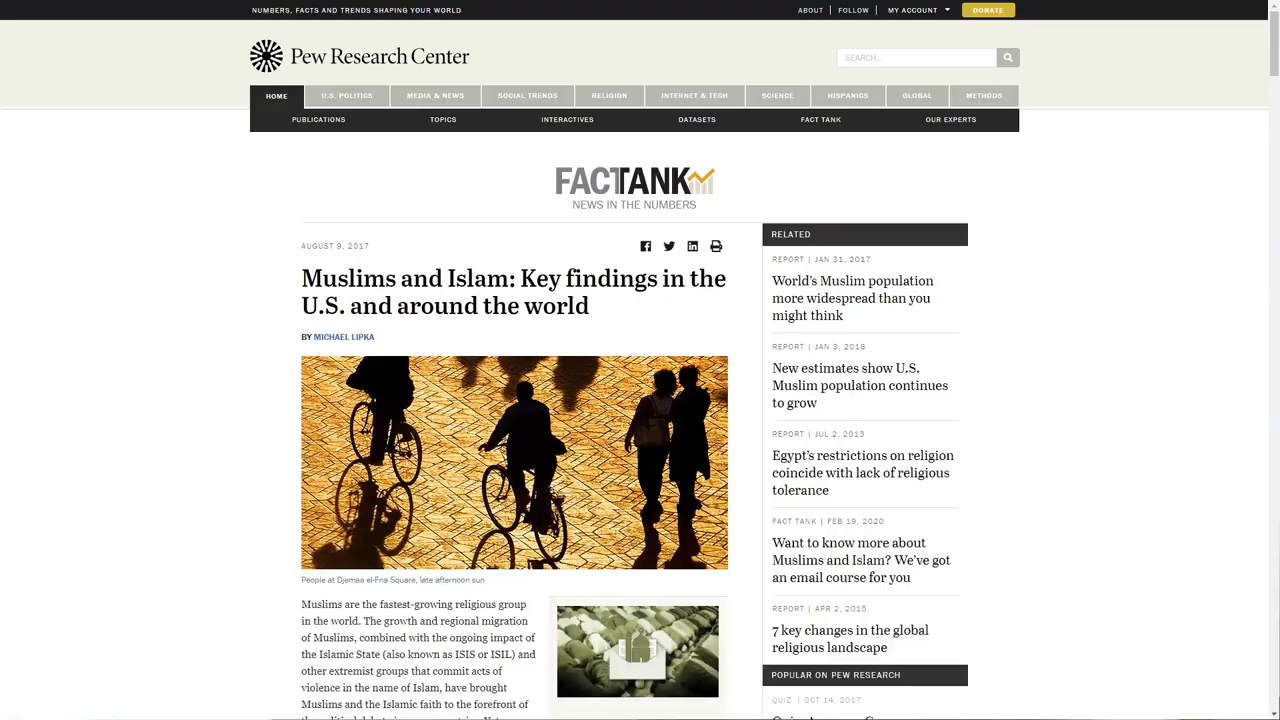 NUMBERS, FACTS AND TRENDS SHAPING YOUR WORLD
ABOUT | FOLLOW | MY ACCOUNT DONATE
Pew Research Center
SEARCH...
HOME U.S. POLITICS MEDIA & NEWS SOCIAL TRENDS RELIGION INTERNET & TECH SCIENCE HISPANICS GLOBAL METHODS
PUBLICATIONS TOPICS INTERACTIVES DATASETS FACT TANK OUR EXPERTS
FACTANK
NEWS IN THE NUMBERS
AUGUST 9, 2017
Muslims and Islam: Key findings in the
U.S. and around the world
BY MICHAEL LIPKA
People at Djemaa el-Fna Square, late afternoon sun
Muslims are the fastest-growing religious group
in the world. The growth and regional migration
of Muslims, combined with the ongoing impact of
the Islamic State (also known as ISIS or ISIL) and
other extremist groups that commit acts of
violence in the name of Islam, have brought
Muslims and the Islamic faith to the forefront of
RELATED
REPORT | JAN 31, 2017
World's Muslim population
more widespread than you
might think
REPORT | JAN 3, 2018
New estimates show U.S.
Muslim population continues
to grow
REPORT | JUL 2, 2013
Egypt's restrictions on religion
coincide with lack of religious
tolerance
FACT TANK | FEB 19, 2020
Want to know more about
Muslims and Islam? We've got
an email course for you
REPORT | APR 2, 2015
7 key changes in the global
religious landscape
POPULAR ON PEW RESEARCH
QUIZ | OCT 14, 2017